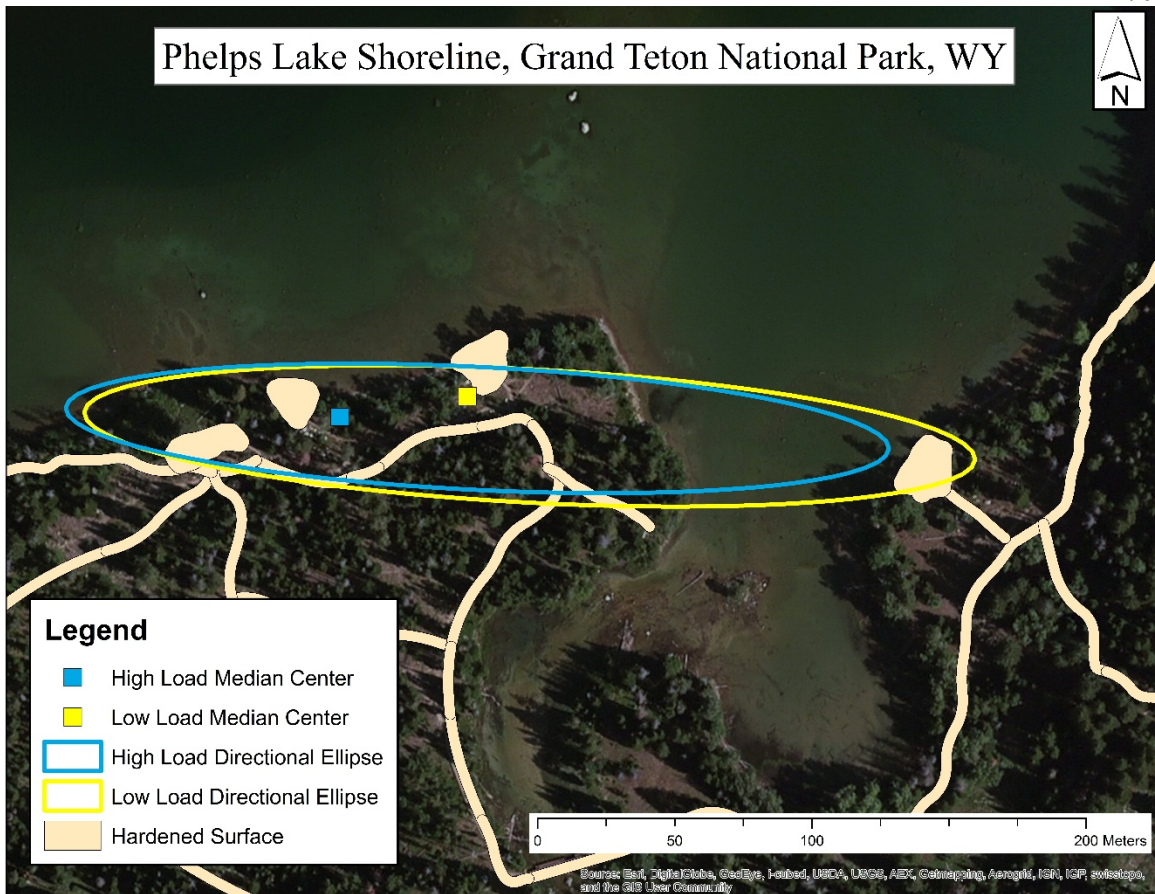 Phelps Lake Shoreline, Grand Teton National Park, WY
N
Legend
High Load Median Center
Low Load Median Center
High Load Directional Ellipse
Low Load Directional Ellipse
Hardened Surface
0 50 100 200 Meters
Source: Esri, DigitalGlobe, GeoEye, i-cubed, USDA, USGS, AEX, Getmapping, Aerogrid, IGN, IGP, swisstopo,
and the GIS User Community